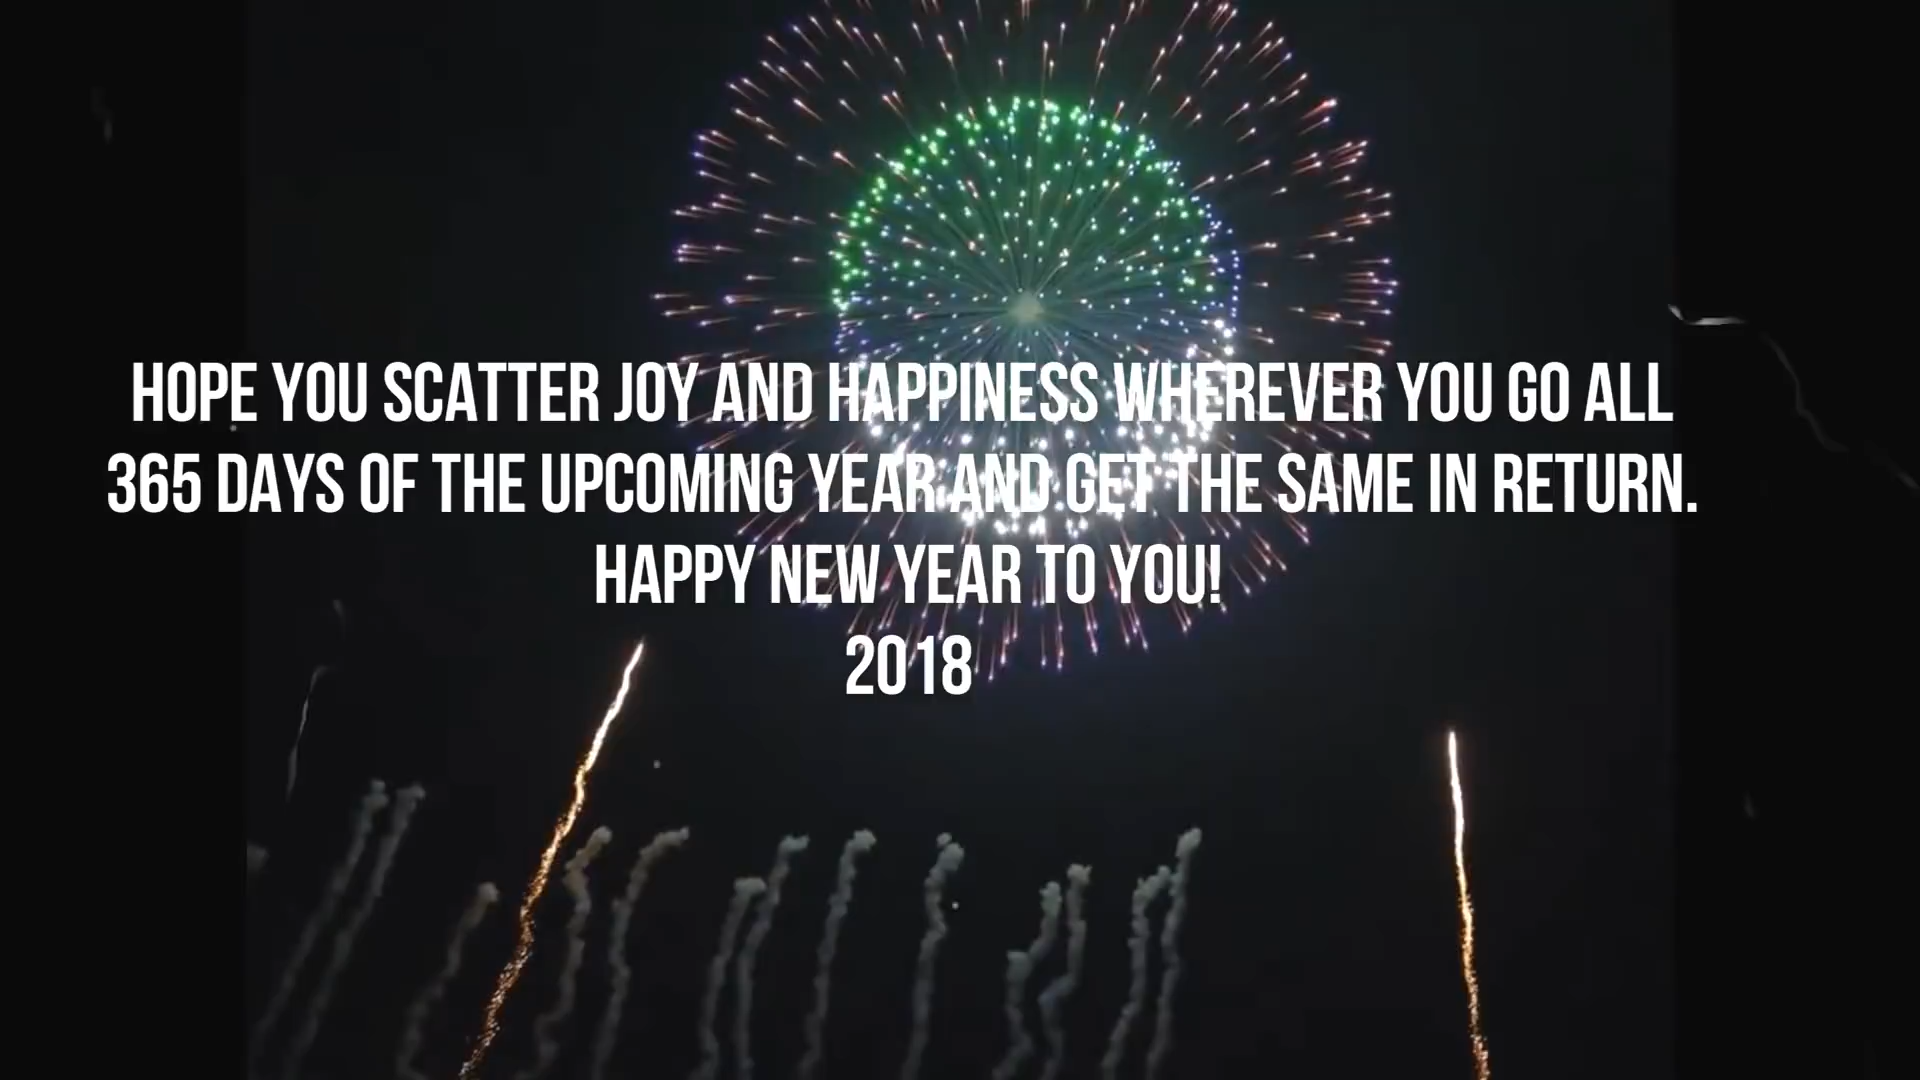 HOPE YOU SCATTER JOY AND HAPPINESS WHEREVER YOU GO ALL
365 DAYS OF THE UPCOMING YEAR AND GET THE SAME IN RETURN.
HAPPY NEW YEAR TO YOU!
2018